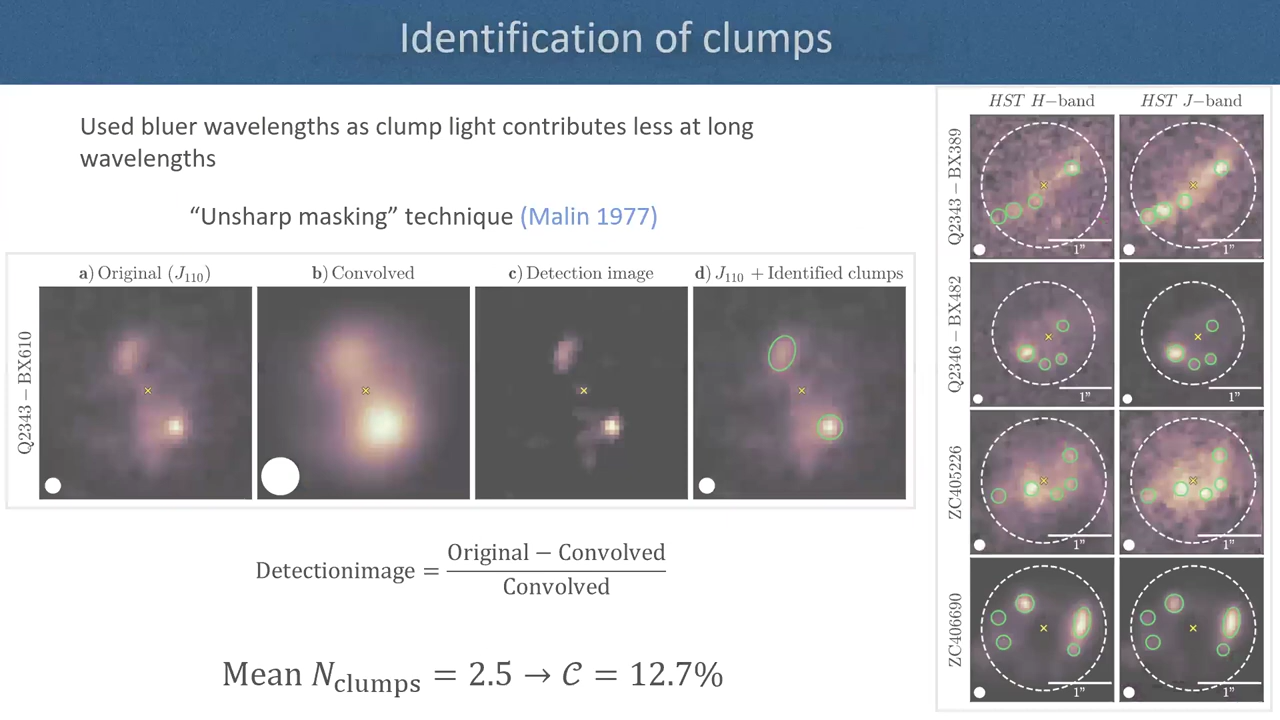 Identification of clumps
Used bluer wavelengths as clump light contributes less at long
wavelengths
“Unsharp masking” technique (Malin 1977)
a) Original (J₁₁₀)
b) Convolved
c) Detection image
d) J₁₁₀ + Identified clumps
Q2343 − BX610
Detectionimage = (Original − Convolved) / Convolved
Mean N_clumps = 2.5 → 𝒞 = 12.7%
HST H−band
HST J−band
Q2343 − BX389
1”
1”
Q2346 − BX482
1”
1”
ZC405226
1”
1”
ZC406690
1”
1”